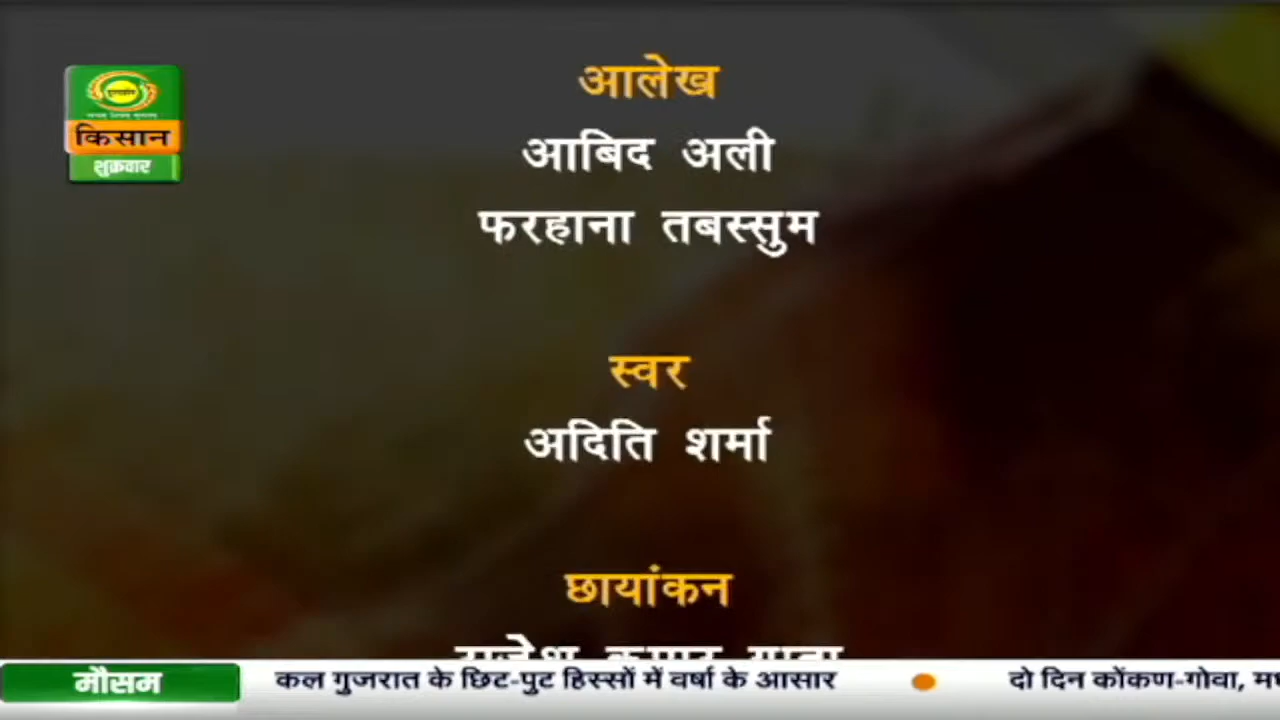 आलेख
आबिद अली
फरहाना तबस्सुम
किसान
शुक्रवार
स्वर
अदिति शर्मा
छायांकन
मौसम
कल गुजरात के छिट-पुट हिस्सों में वर्षा के आसार
दो दिन कोंकण-गोवा,